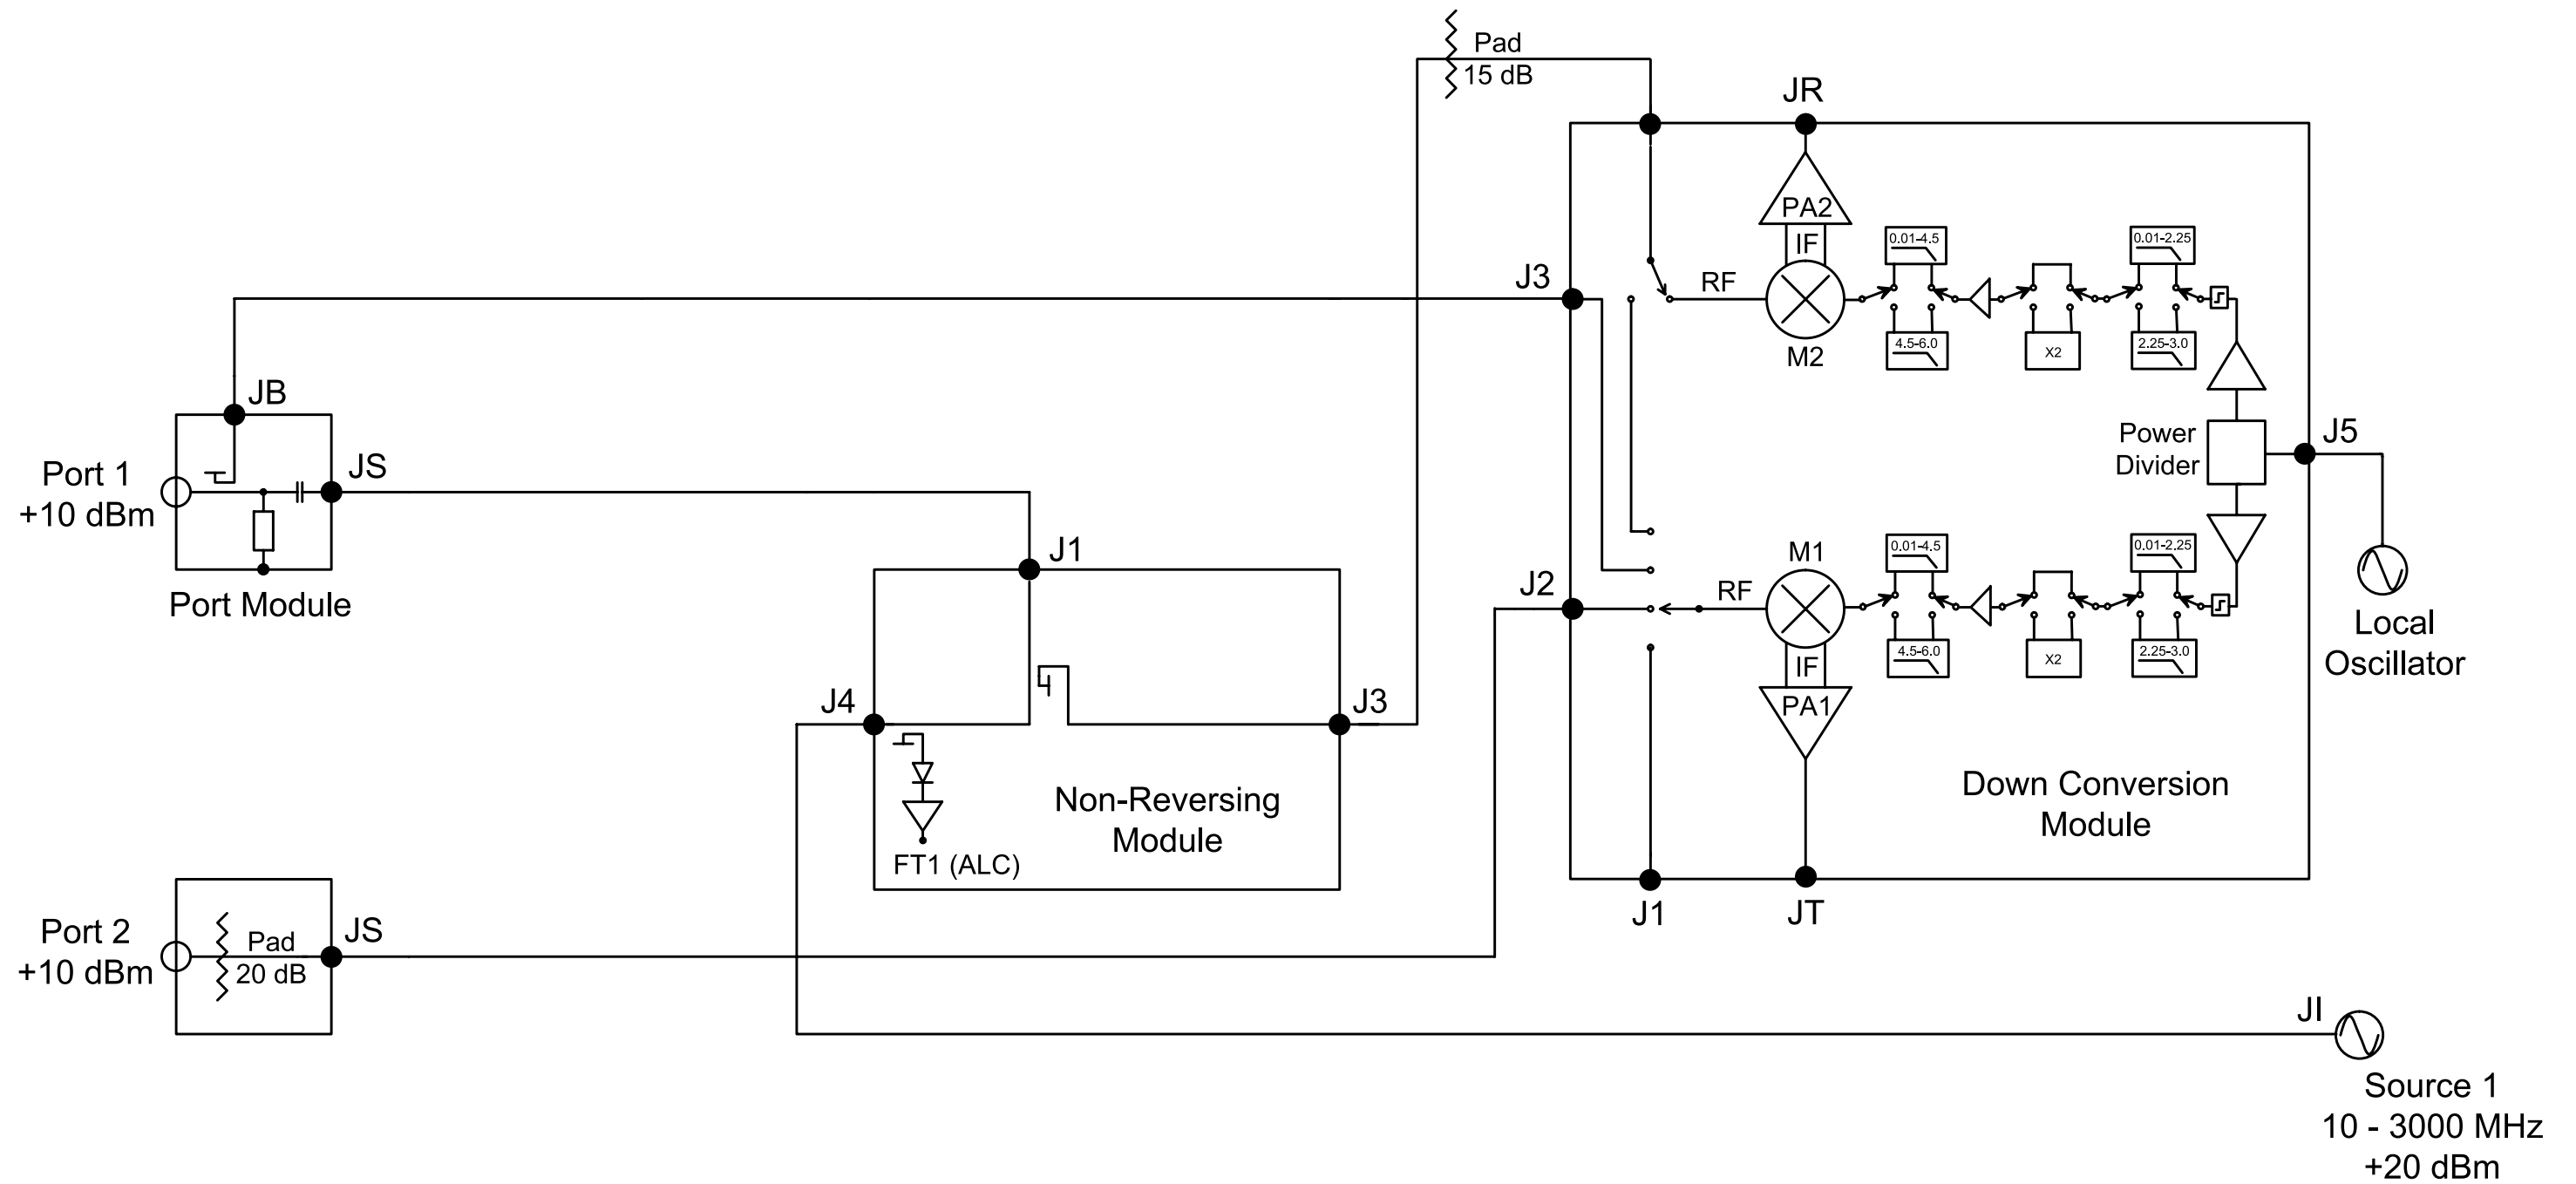 Pad
15 dB
JR
PA2
IF
0.01-4.5
0.01-2.25
J3
RF
M2
4.5-6.0
X2
2.25-3.0
JB
Port 1
+10 dBm
JS
Port Module
Power
Divider
J5
J1
M1
0.01-4.5
0.01-2.25
J2
RF
Local
Oscillator
IF
4.5-6.0
X2
2.25-3.0
J4
J3
PA1
Non-Reversing
Module
Down Conversion
Module
FT1 (ALC)
J1
JT
Port 2
+10 dBm
Pad
20 dB
JS
JI
Source 1
10 - 3000 MHz
+20 dBm